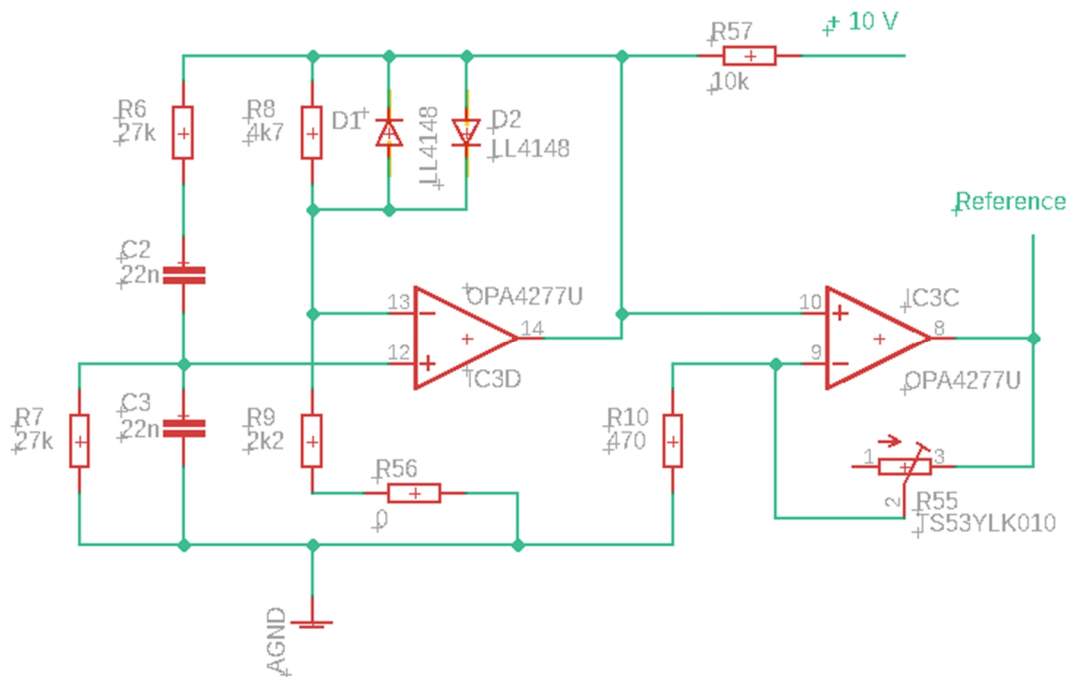 R57
+ 10 V
10k
R6
27k
R8
4k7
D1
LL4148
D2
LL4148
Reference
C2
22n
13
OPA4277U
14
12
IC3D
10
IC3C
8
9
OPA4277U
R7
27k
C3
22n
R9
2k2
R10
470
R56
0
1
3
2
R55
TS53YLK010
AGND